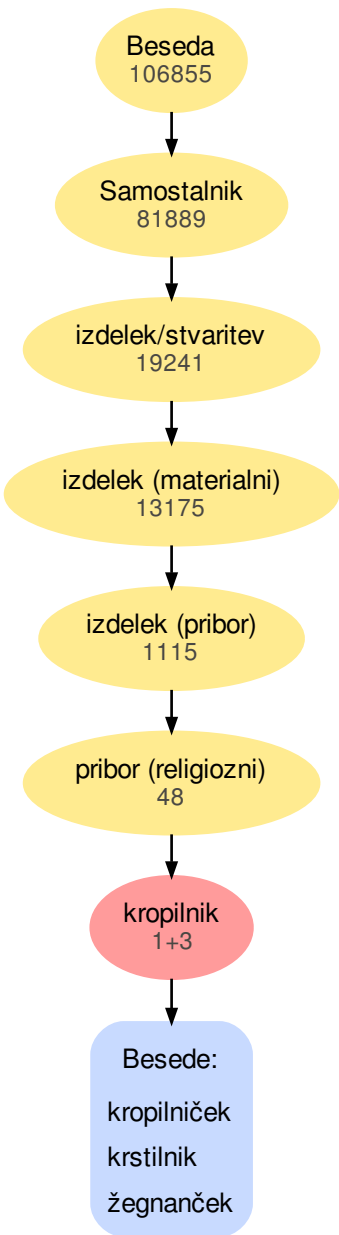 Beseda
106855
Samostalnik
81889
izdelek/stvaritev
19241
izdelek (materialni)
13175
izdelek (pribor)
1115
pribor (religiozni)
48
kropilnik
1+3
Besede:
kropilniček
krstilnik
žegnanček